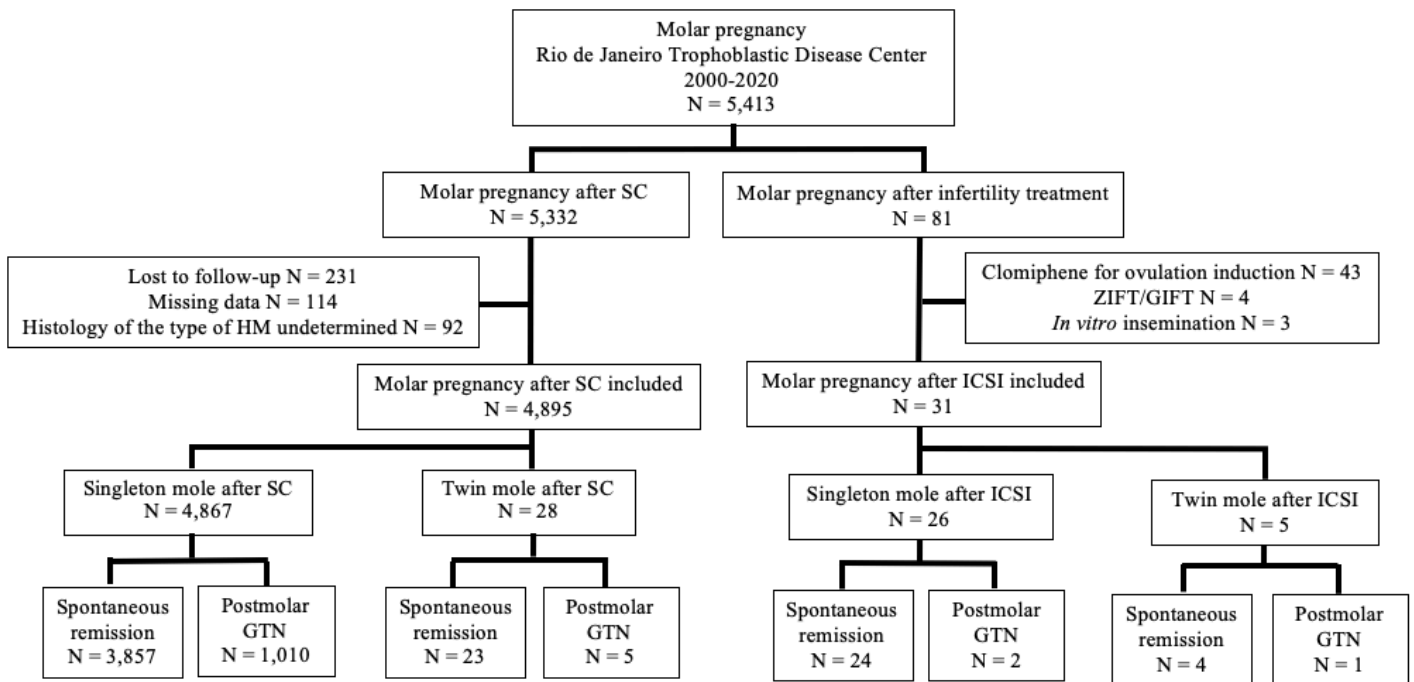 Molar pregnancy
Rio de Janeiro Trophoblastic Disease Center
2000-2020
N = 5,413
Molar pregnancy after SC
N = 5,332
Molar pregnancy after infertility treatment
N = 81
Lost to follow-up N = 231
Missing data N = 114
Histology of the type of HM undetermined N = 92
Clomiphene for ovulation induction N = 43
ZIFT/GIFT N = 4
In vitro insemination N = 3
Molar pregnancy after SC included
N = 4,895
Molar pregnancy after ICSI included
N = 31
Singleton mole after SC
N = 4,867
Twin mole after SC
N = 28
Singleton mole after ICSI
N = 26
Twin mole after ICSI
N = 5
Spontaneous
remission
N = 3,857
Postmolar
GTN
N = 1,010
Spontaneous
remission
N = 23
Postmolar
GTN
N = 5
Spontaneous
remission
N = 24
Postmolar
GTN
N = 2
Spontaneous
remission
N = 4
Postmolar
GTN
N = 1